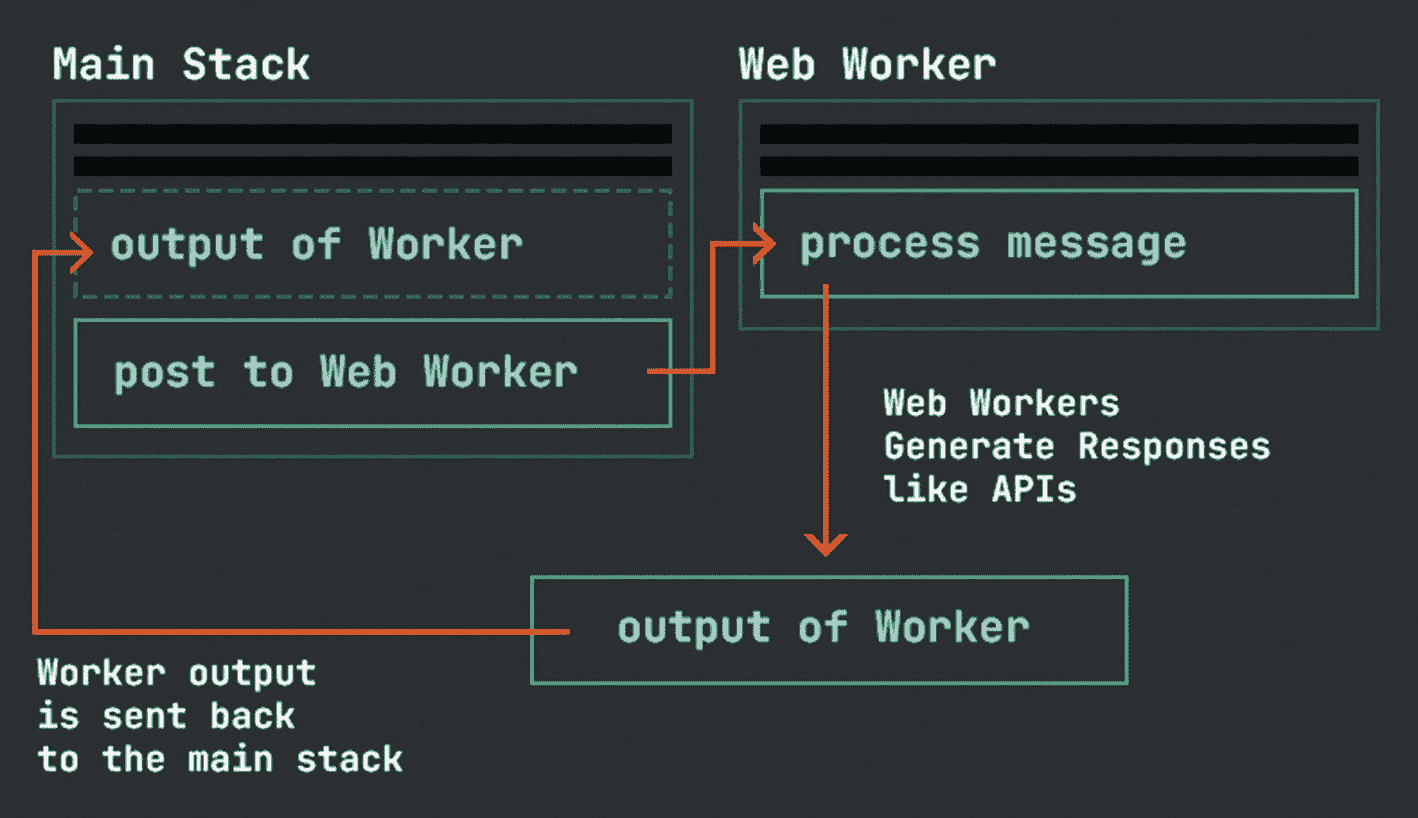 Main Stack
output of Worker
post to Web Worker
Web Worker
process message
Web Workers
Generate Responses
like APIs
output of Worker
Worker output
is sent back
to the main stack